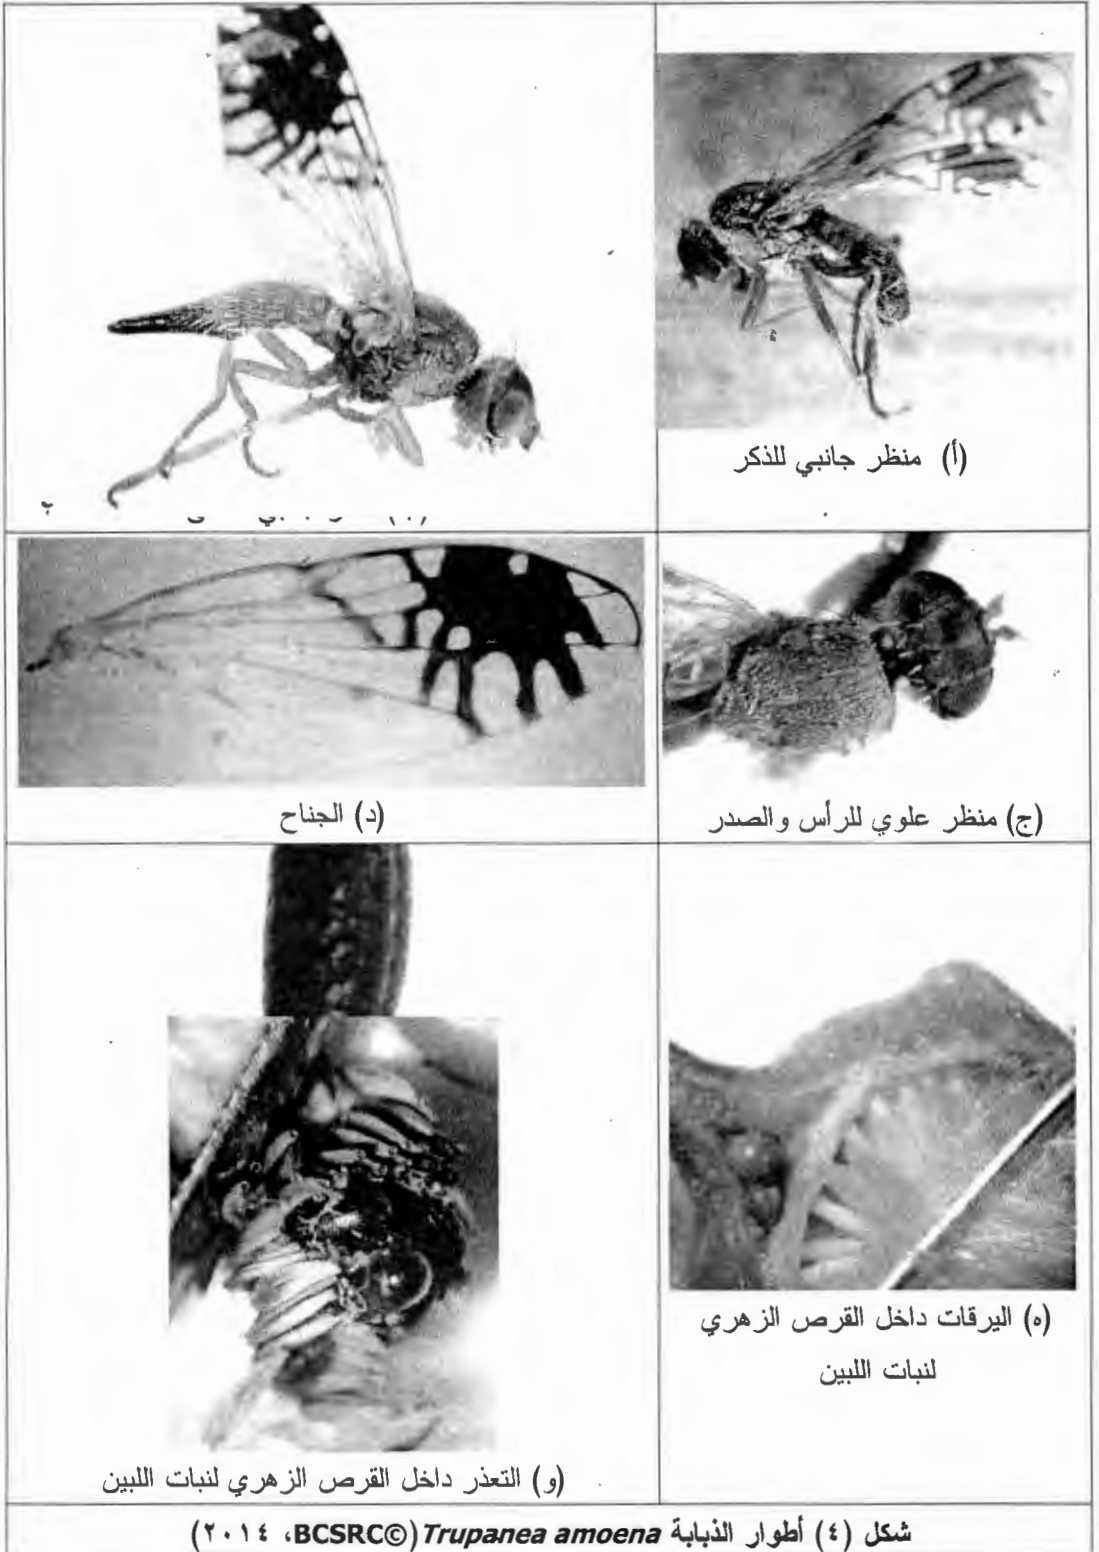 (أ) منظر جانبي للذكر
(ج) منظر علوي للرأس والصدر
(د) الجناح
(ه) اليرقات داخل القرص الزهري
لنبات اللبين
(و) التعذر داخل القرص الزهري لنبات اللبين
شكل (٤) أطوار الذبابة Trupanea amoena (©BCSRC، ٢٠١٤)